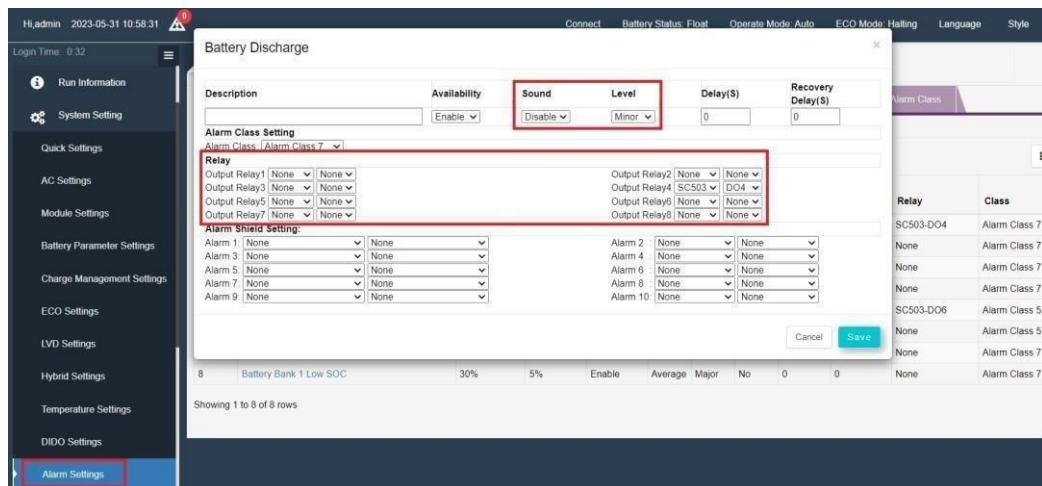 Hi,admin 2023-05-31 10:58:31 0 Connect Battery Status: Float Operate Mode: Auto ECO Mode: Halting Language Style
Login Time: 0:32
Run Information
System Setting
Quick Settings
AC Settings
Module Settings
Battery Parameter Settings
Charge Management Settings
ECO Settings
LVD Settings
Hybrid Settings
Temperature Settings
DIDO Settings
Alarm Settings
Battery Discharge ×
Description Availability Sound Level Delay(S) Recovery Delay(S)
Enable Disable Minor 0 0
Alarm Class Setting
Alarm Class Alarm Class 7
Relay
Output Relay1 None None Output Relay2 None None
Output Relay3 None None Output Relay4 SC503 DO4
Output Relay5 None None Output Relay6 None None
Output Relay7 None None Output Relay8 None None
Alarm Shield Setting:
Alarm 1: None None Alarm 2 : None None
Alarm 3: None None Alarm 4 : None None
Alarm 5: None None Alarm 6 : None None
Alarm 7: None None Alarm 8 : None None
Alarm 9: None None Alarm 10: None None
Cancel Save
Alarm Class
Relay Class
SC503-DO4 Alarm Class 7
None Alarm Class 7
None Alarm Class 7
None Alarm Class 7
SC503-DO6 Alarm Class 5
None Alarm Class 5
None Alarm Class 7
8 Battery Bank 1 Low SOC 30% 5% Enable Average Major No 0 0 None Alarm Class 7
Showing 1 to 8 of 8 rows